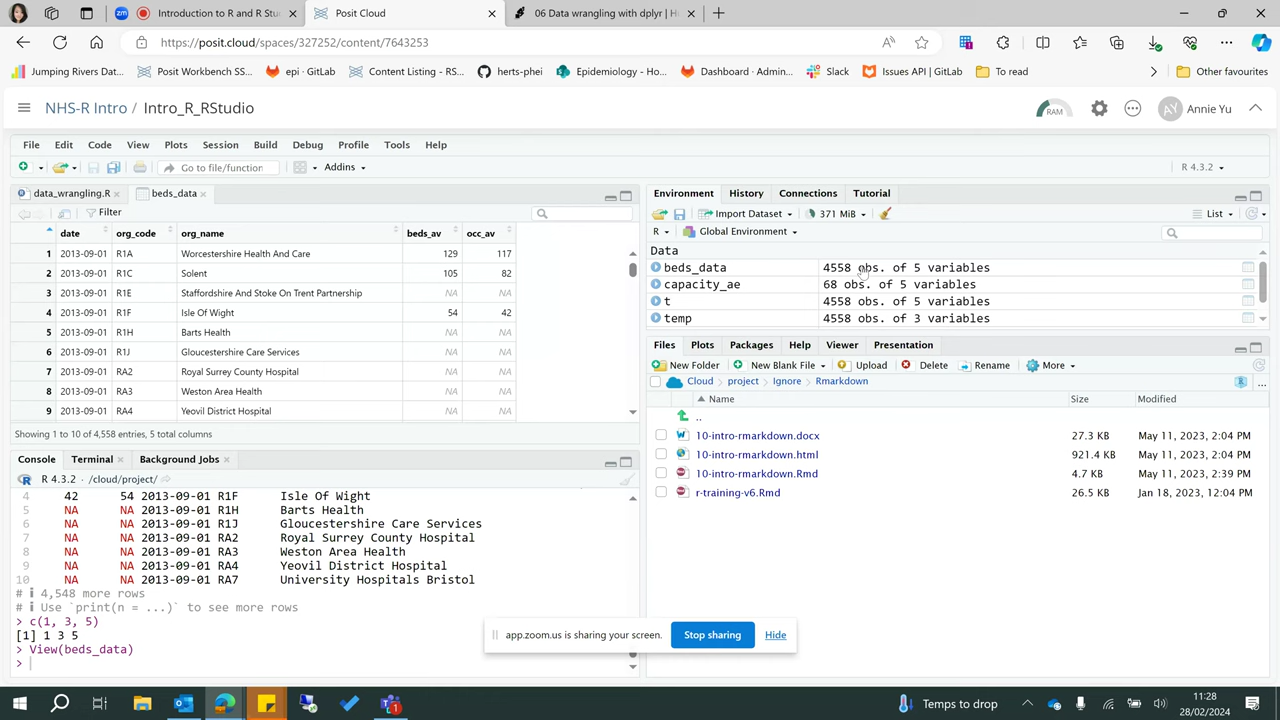 Introduction to R and R Stu
Posit Cloud
06 Data wrangling with dplyr | H
https://posit.cloud/spaces/327252/content/7643253
Jumping Rivers Dat...
Posit Workbench SS...
epi · GitLab
Content Listing - RS...
herts-phei
Epidemiology - Ho...
Dashboard · Admin...
Slack
Issues API | GitLab
To read
Other favourites
NHS-R Intro / Intro_R_RStudio
RAM
AY
Annie Yu
File Edit Code View Plots Session Build Debug Profile Tools Help
Go to file/function
Addins
R 4.3.2
data_wrangling.R
beds_data
Filter
date org_code org_name beds_av occ_av
1 2013-09-01 R1A Worcestershire Health And Care 129 117
2 2013-09-01 R1C Solent 105 82
3 2013-09-01 R1E Staffordshire And Stoke On Trent Partnership NA NA
4 2013-09-01 R1F Isle Of Wight 54 42
5 2013-09-01 R1H Barts Health NA NA
6 2013-09-01 R1J Gloucestershire Care Services NA NA
7 2013-09-01 RA2 Royal Surrey County Hospital NA NA
8 2013-09-01 RA3 Weston Area Health NA NA
9 2013-09-01 RA4 Yeovil District Hospital NA NA
Showing 1 to 10 of 4,558 entries, 5 total columns
Console Terminal Background Jobs
R 4.3.2 · /cloud/project/
4 42 54 2013-09-01 R1F Isle Of Wight
5 NA NA 2013-09-01 R1H Barts Health
6 NA NA 2013-09-01 R1J Gloucestershire Care Services
7 NA NA 2013-09-01 RA2 Royal Surrey County Hospital
8 NA NA 2013-09-01 RA3 Weston Area Health
9 NA NA 2013-09-01 RA4 Yeovil District Hospital
10 NA NA 2013-09-01 RA7 University Hospitals Bristol
# ℹ 4,548 more rows
# ℹ Use `print(n = ...)` to see more rows
> c(1, 3, 5)
[1] 1 3 5
> View(beds_data)
>
Environment History Connections Tutorial
Import Dataset
371 MiB
List
R
Global Environment
Data
beds_data 4558 obs. of 5 variables
capacity_ae 68 obs. of 5 variables
t 4558 obs. of 5 variables
temp 4558 obs. of 3 variables
Files Plots Packages Help Viewer Presentation
New Folder New Blank File Upload Delete Rename More
Cloud project Ignore Rmarkdown
Name Size Modified
..
10-intro-rmarkdown.docx 27.3 KB May 11, 2023, 2:04 PM
10-intro-rmarkdown.html 921.4 KB May 11, 2023, 2:04 PM
10-intro-rmarkdown.Rmd 4.7 KB May 11, 2023, 2:39 PM
r-training-v6.Rmd 26.5 KB Jan 18, 2023, 12:04 PM
app.zoom.us is sharing your screen.
Stop sharing
Hide
Temps to drop
11:28
28/02/2024